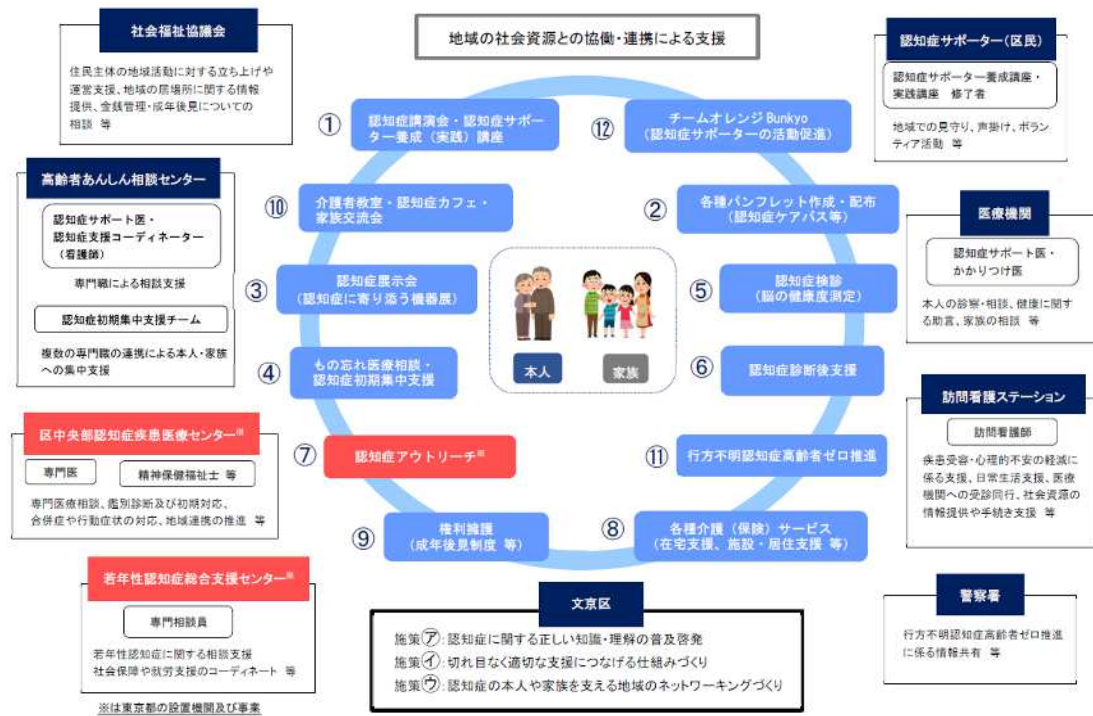 地域の社会資源との協働・連携による支援
社会福祉協議会
住民主体の地域活動に対する立ち上げや
運営支援、地域の居場所に関する情報
提供、金銭管理・成年後見についての
相談 等
高齢者あんしん相談センター
認知症サポート医・
認知症支援コーディネーター
(看護師)
専門職による相談支援
認知症初期集中支援チーム
複数の専門職の連携による本人・家族
への集中支援
区中央部認知症疾患医療センター※
専門医
精神保健福祉士 等
専門医療相談、鑑別診断及び初期対応、
合併症や行動症状の対応、地域連携の推進 等
若年性認知症総合支援センター※
専門相談員
若年性認知症に関する相談支援
社会保障や就労支援のコーディネート 等
※は東京都の設置機関及び事業
① 認知症講演会・認知症サポー
ター養成(実践)講座
⑩ 介護者教室・認知症カフェ・
家族交流会
③ 認知症展示会
(認知症に寄り添う機器展)
④ もの忘れ医療相談・
認知症初期集中支援
⑦ 認知症アウトリーチ※
⑨ 権利擁護
(成年後見制度 等)
本人
家族
⑫ チームオレンジBunkyo
(認知症サポーターの活動促進)
② 各種パンフレット作成・配布
(認知症ケアパス等)
⑤ 認知症検診
(脳の健康度測定)
⑥ 認知症診断後支援
⑪ 行方不明認知症高齢者ゼロ推進
⑧ 各種介護(保険)サービス
(在宅支援、施設・居住支援 等)
文京区
施策㋐:認知症に関する正しい知識・理解の普及啓発
施策㋑:切れ目なく適切な支援につなげる仕組みづくり
施策㋒:認知症の本人や家族を支える地域のネットワーキングづくり
認知症サポーター(区民)
認知症サポーター養成講座・
実践講座 修了者
地域での見守り、声掛け、ボラン
ティア活動 等
医療機関
認知症サポート医・
かかりつけ医
本人の診察・相談、健康に関する
助言、家族の相談 等
訪問看護ステーション
訪問看護師
疾患受容・心理的不安の軽減に
係る支援、日常生活支援、医療
機関への受診同行、社会資源の
情報提供や手続き支援 等
警察署
行方不明認知症高齢者ゼロ推進
に係る情報共有 等